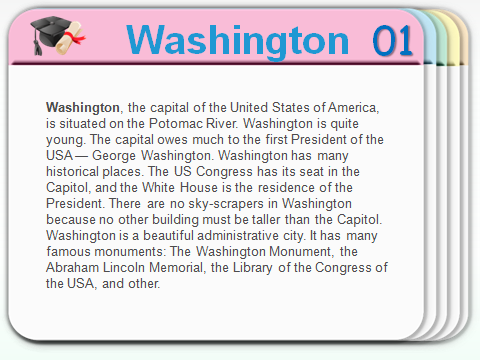 Washington 01
Washington, the capital of the United States of America,
is situated on the Potomac River. Washington is quite
young. The capital owes much to the first President of the
USA — George Washington. Washington has many
historical places. The US Congress has its seat in the
Capitol, and the White House is the residence of the
President. There are no sky-scrapers in Washington
because no other building must be taller than the Capitol.
Washington is a beautiful administrative city. It has many
famous monuments: The Washington Monument, the
Abraham Lincoln Memorial, the Library of the Congress of
the USA, and other.